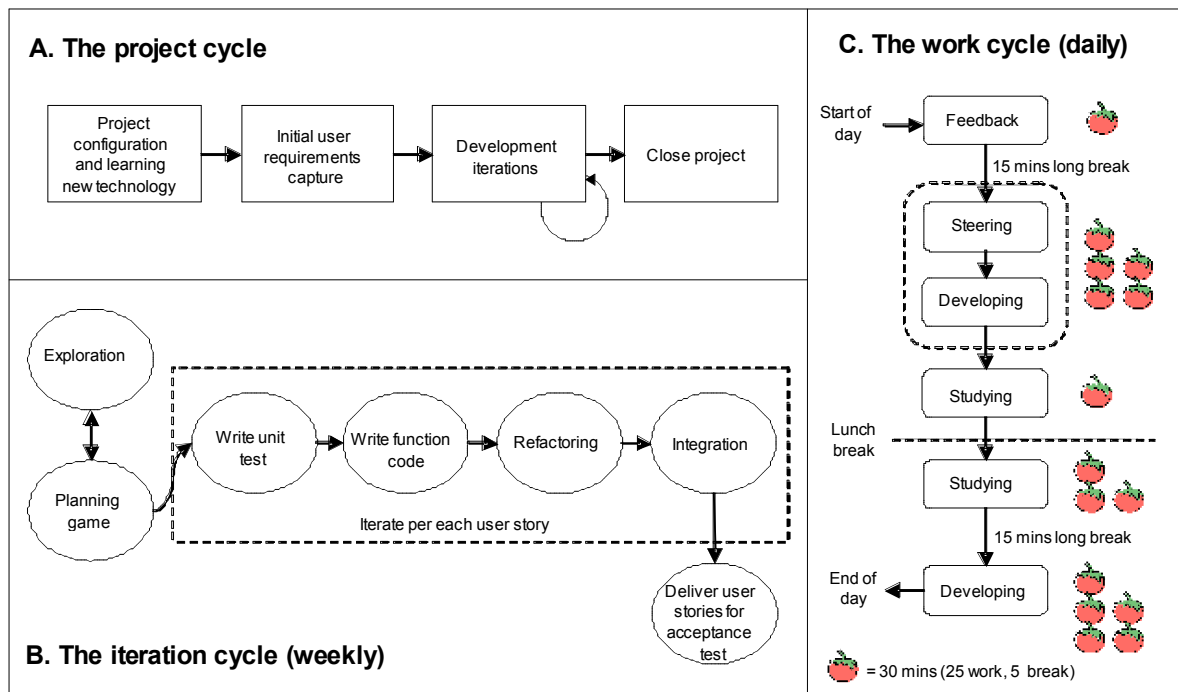 A. The project cycle
Project
configuration
and learning
new technology
Initial user
requirements
capture
Development
iterations
Close project
Exploration
Planning
game
Write unit
test
Write function
code
Refactoring
Integration
Iterate per each user story
Deliver user
stories for
acceptance
test
B. The iteration cycle (weekly)
C. The work cycle (daily)
Start of
day
Feedback
15 mins long break
Steering
Developing
Studying
Lunch
break
Studying
15 mins long break
End of
day
Developing
= 30 mins (25 work, 5 break)